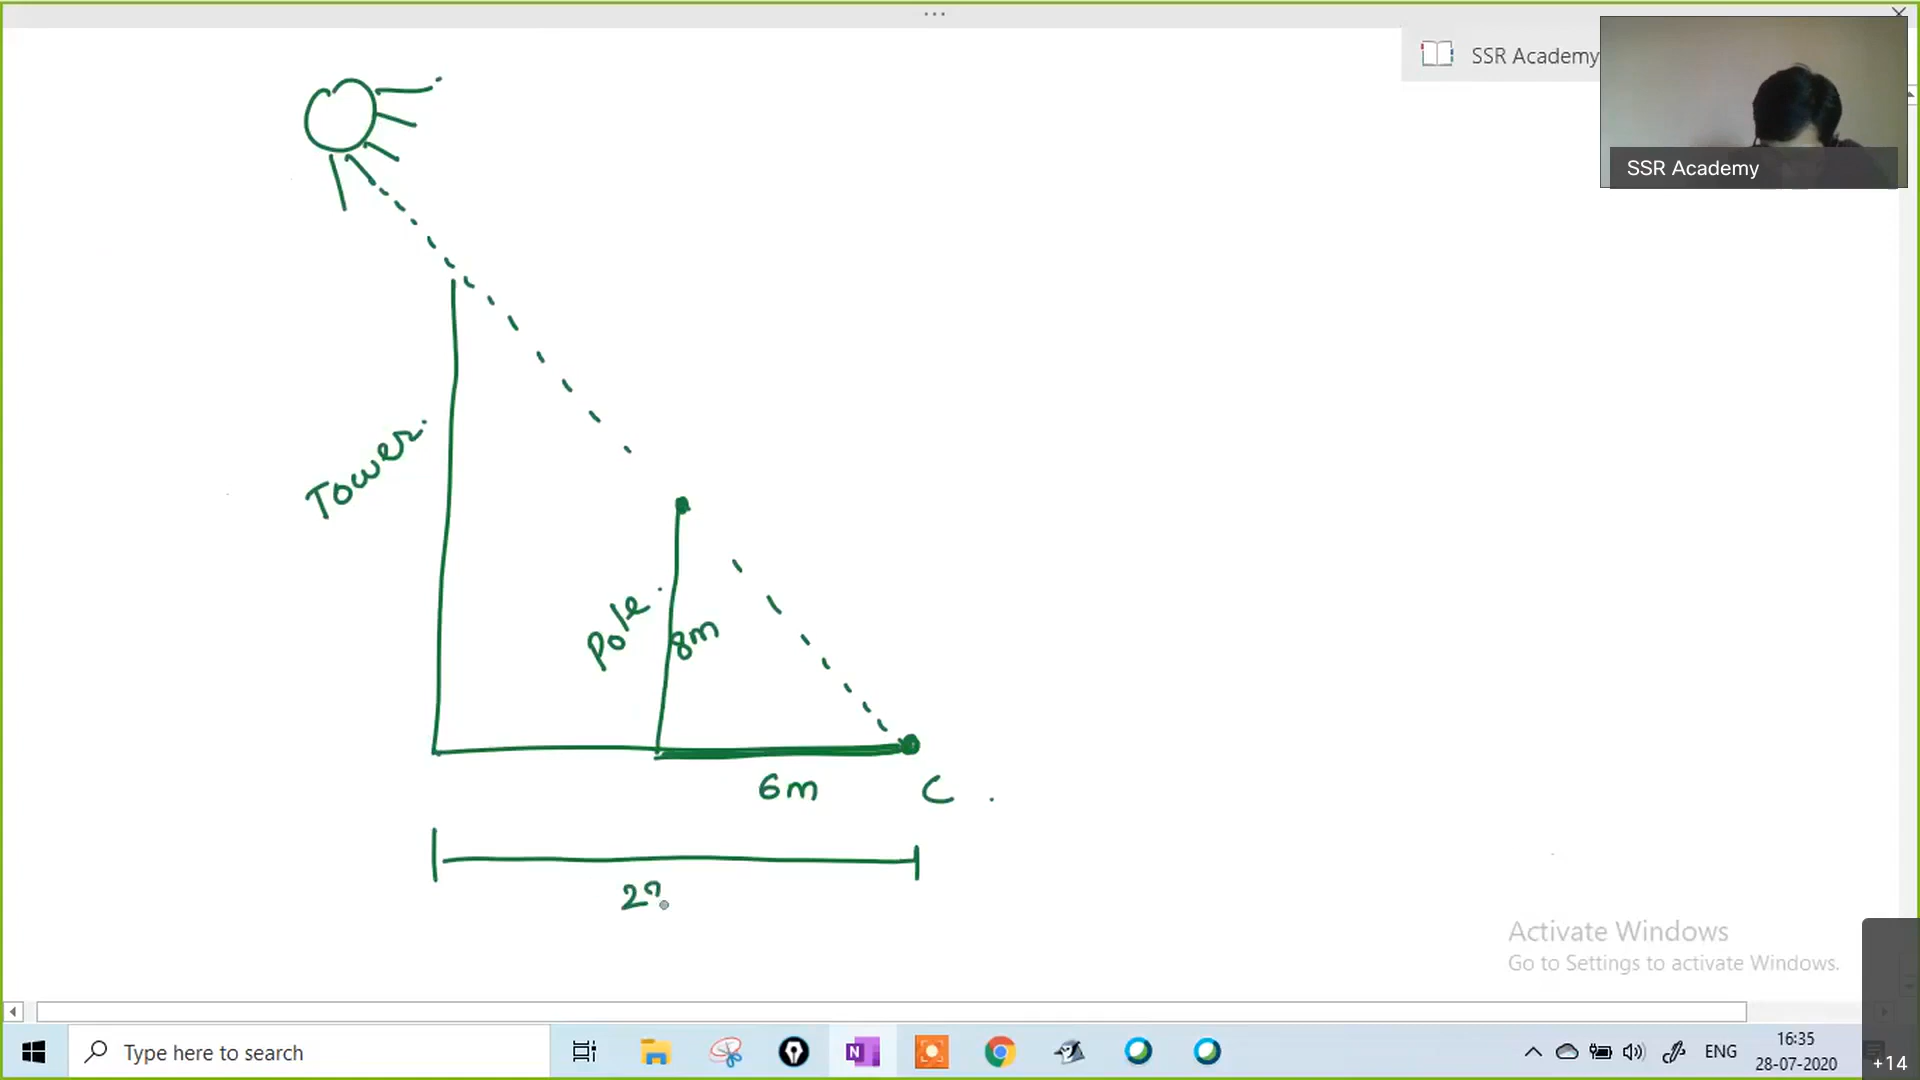 SSR Academy
SSR Academy
Tower.
Pole.
8m
6m
C .
Activate Windows
Go to Settings to activate Windows.
Type here to search
N
ENG
16:35
28-07-2020
+14